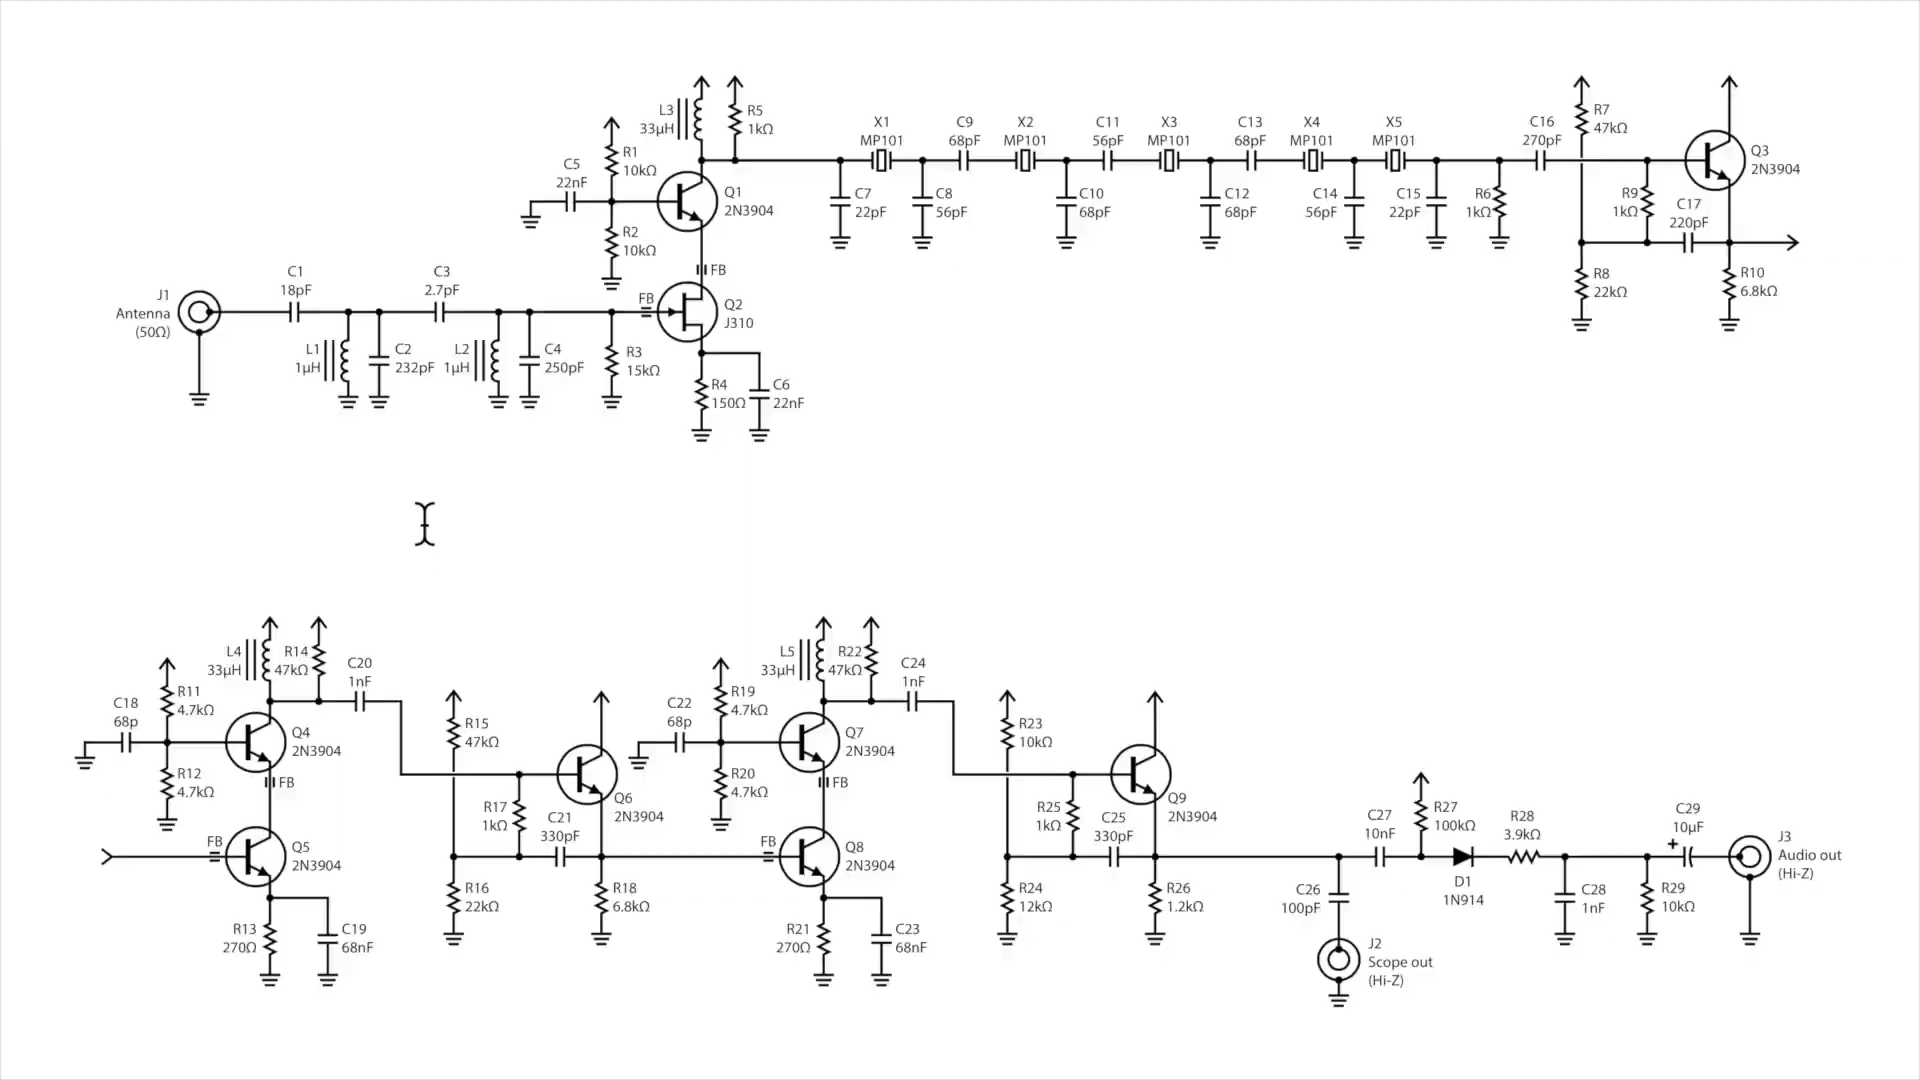 L3
33μH
R5
1kΩ
R1
10kΩ
C5
22nF
Q1
2N3904
R2
10kΩ
FB
X1
MP101
C9
68pF
X2
MP101
C11
56pF
X3
MP101
C13
68pF
X4
MP101
X5
MP101
C16
270pF
R7
47kΩ
Q3
2N3904
C7
22pF
C8
56pF
C10
68pF
C12
68pF
C14
56pF
C15
22pF
R6
1kΩ
R9
1kΩ
C17
220pF
R8
22kΩ
R10
6.8kΩ
J1
Antenna
(50Ω)
C1
18pF
C3
2.7pF
FB
Q2
J310
L1
1μH
C2
232pF
L2
1μH
C4
250pF
R3
15kΩ
R4
150Ω
C6
22nF
L4
33μH
R14
47kΩ
C20
1nF
C18
68p
R11
4.7kΩ
Q4
2N3904
R12
4.7kΩ
FB
FB
Q5
2N3904
R13
270Ω
C19
68nF
R15
47kΩ
R17
1kΩ
C21
330pF
Q6
2N3904
R16
22kΩ
R18
6.8kΩ
L5
33μH
R22
47kΩ
C24
1nF
C22
68p
R19
4.7kΩ
Q7
2N3904
R20
4.7kΩ
FB
FB
Q8
2N3904
R21
270Ω
C23
68nF
R23
10kΩ
R25
1kΩ
C25
330pF
Q9
2N3904
R24
12kΩ
R26
1.2kΩ
C27
10nF
R27
100kΩ
R28
3.9kΩ
C29
10μF
+
J3
Audio out
(Hi-Z)
D1
1N914
C26
100pF
C28
1nF
R29
10kΩ
J2
Scope out
(Hi-Z)